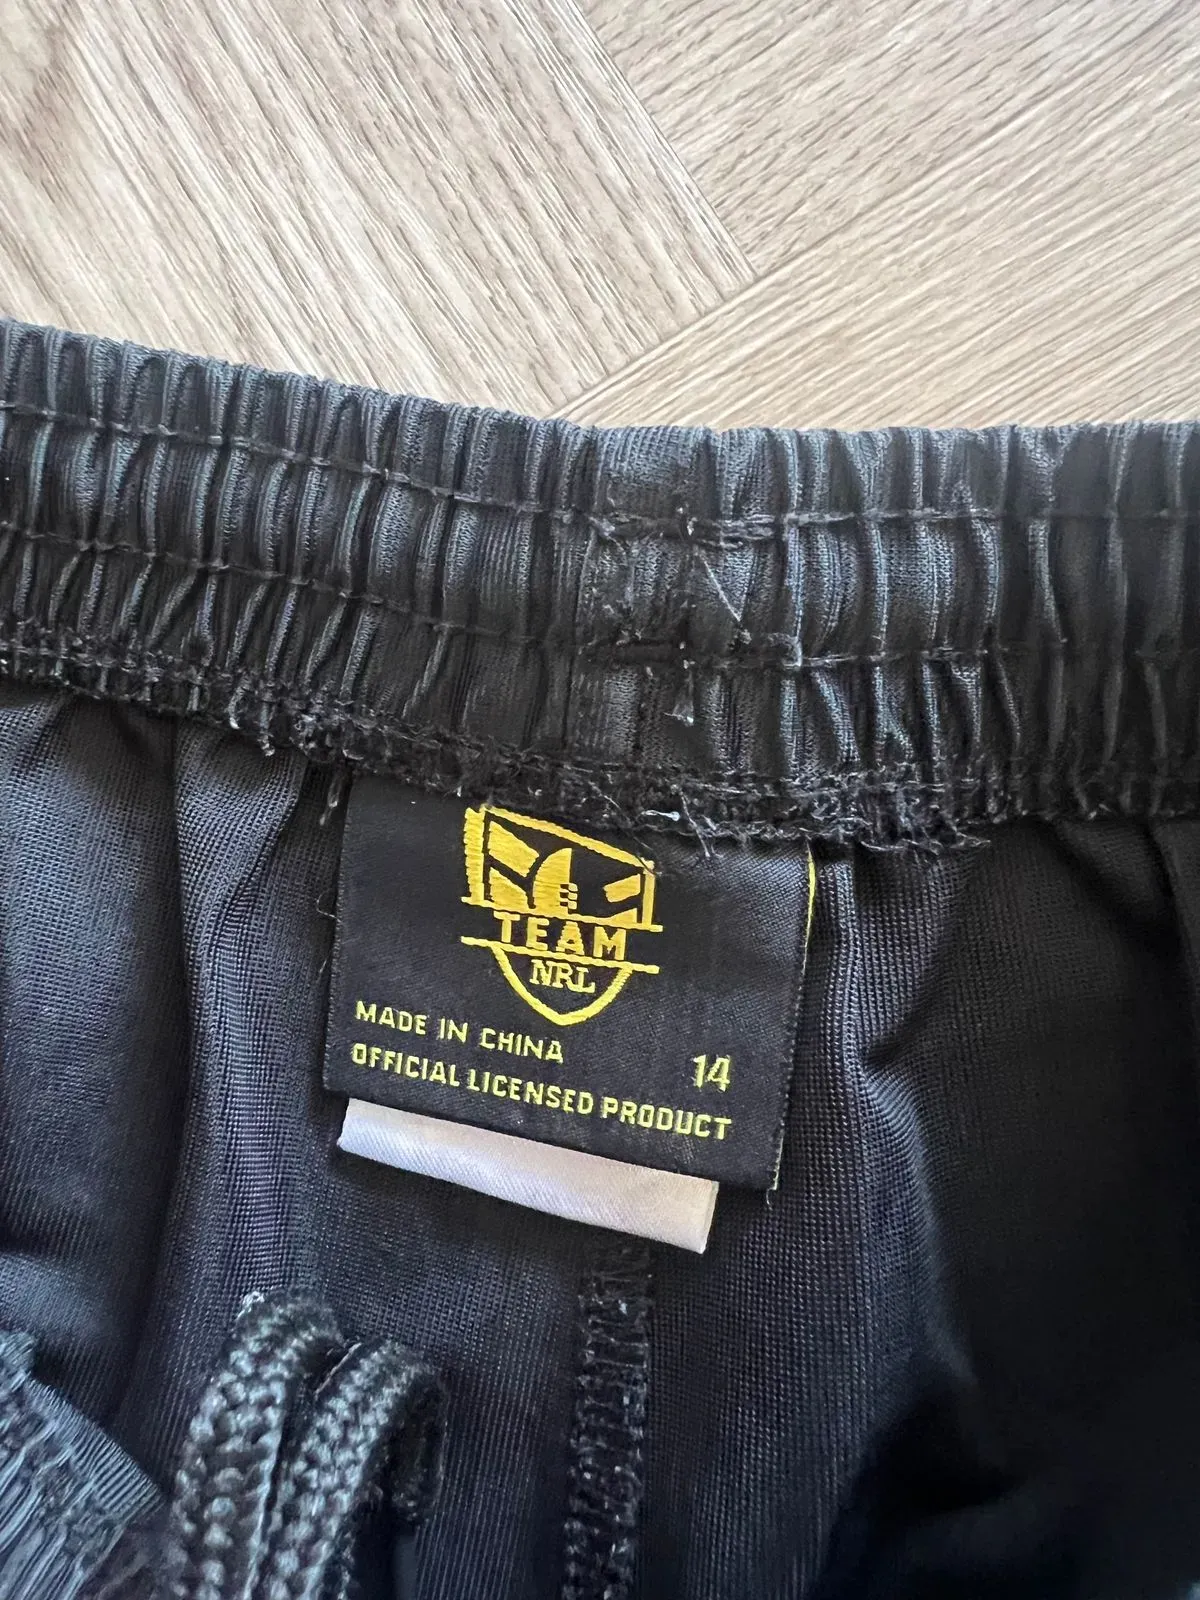 TEAM
NRL
MADE IN CHINA
14
OFFICIAL LICENSED PRODUCT